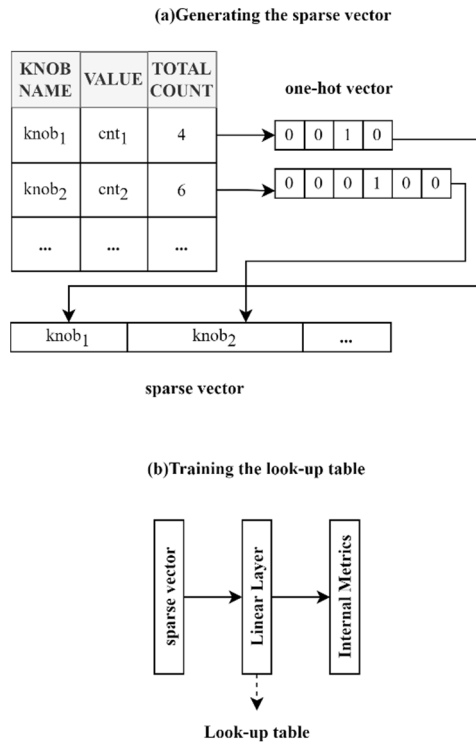 (a)Generating the sparse vector
KNOB NAME VALUE TOTAL COUNT
one-hot vector
knob1 cnt1 4 0 0 1 0
knob2 cnt2 6 0 0 0 1 0 0
... ... ...
knob1 knob2 ...
sparse vector
(b)Training the look-up table
sparse vector
Linear Layer
Internal Metrics
Look-up table